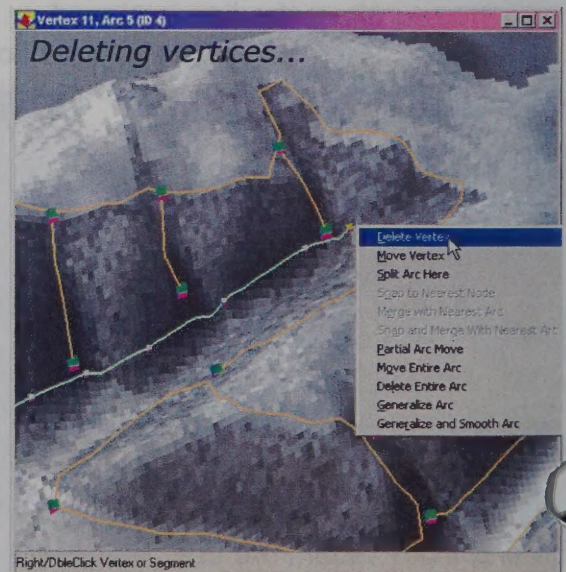 Vertex 11, Arc 5 (ID 4)
Deleting vertices...
Delete Vertex
Move Vertex
Split Arc Here
Snap to Nearest Node
Merge with Nearest Arc
Snap and Merge With Nearest Arc
Partial Arc Move
Move Entire Arc
Delete Entire Arc
Generalize Arc
Generalize and Smooth Arc
Right/DbleClick Vertex or Segment